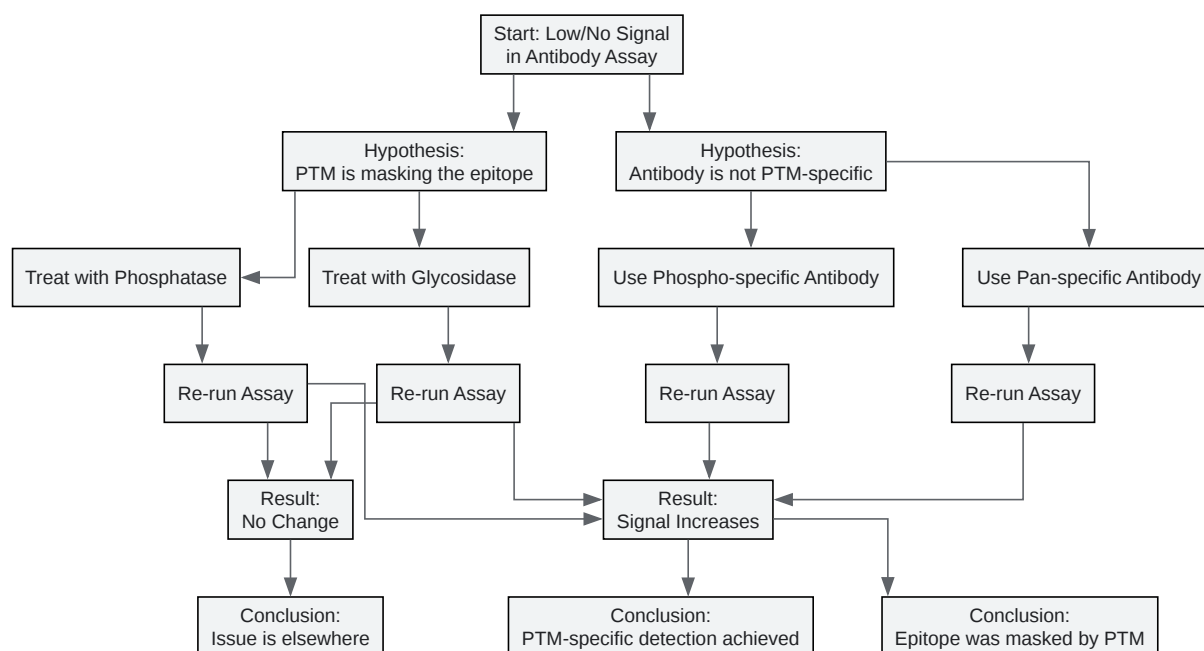 Start: Low/No Signal
in Antibody Assay
Hypothesis:
PTM is masking the epitope
Hypothesis:
Antibody is not PTM-specific
Treat with Phosphatase
Treat with Glycosidase
Use Phospho-specific Antibody
Use Pan-specific Antibody
Re-run Assay
Re-run Assay
Re-run Assay
Re-run Assay
Result:
No Change
Result:
Signal Increases
Conclusion:
Issue is elsewhere
Conclusion:
PTM-specific detection achieved
Conclusion:
Epitope was masked by PTM